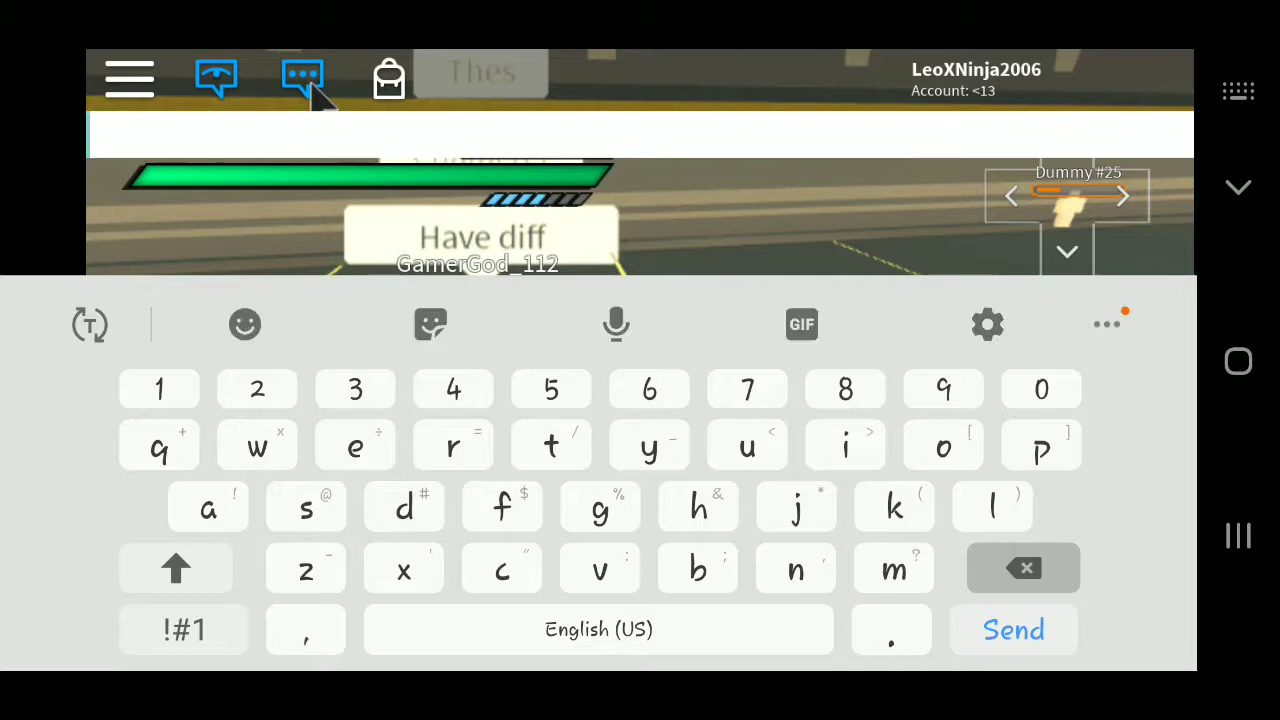 Thes
LeoXNinja2006
Account: <13
Dummy #25
Have diff
GamerGod_112
T
GIF
1 2 3 4 5 6 7 8 9 0
q + w × e ÷ r = t / y _ u < i > o [ p ]
a ! s @ d # f $ g % h & j * k ( l )
z - x ' c " v : b ; n , m ?
!#1 , English (US) . Send